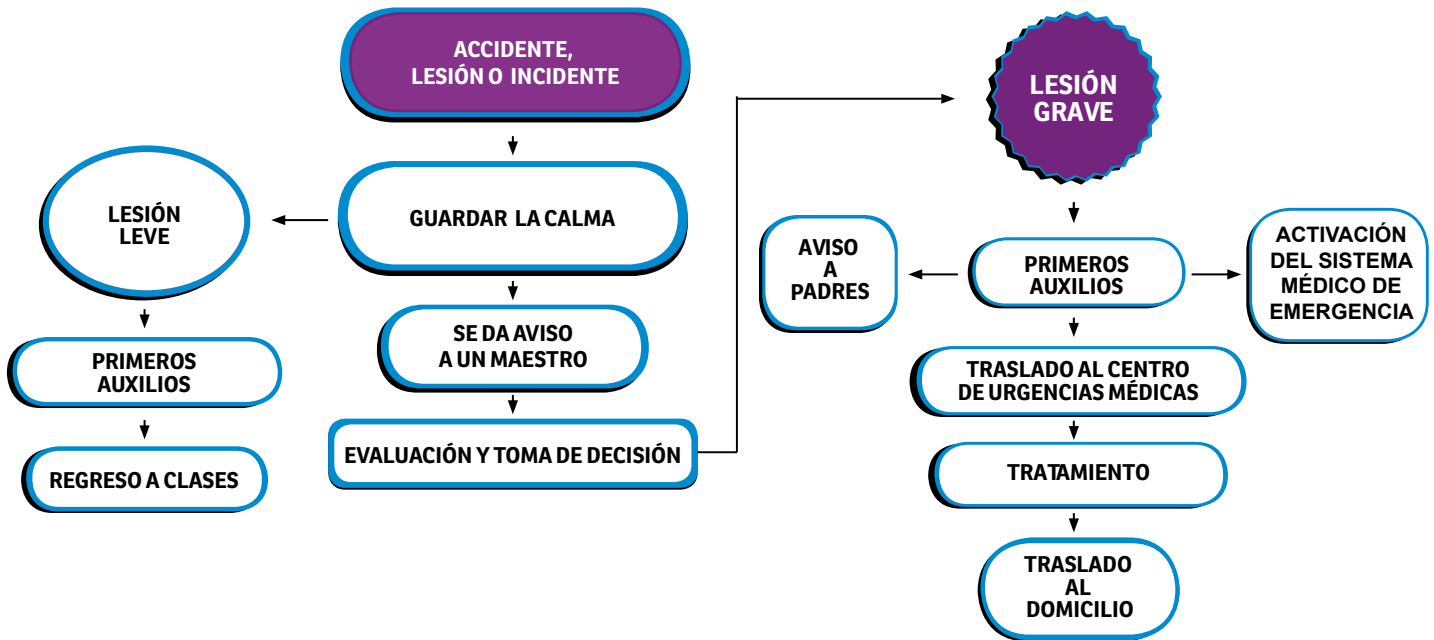 ACCIDENTE,
LESIÓN O INCIDENTE
GUARDAR LA CALMA
SE DA AVISO
A UN MAESTRO
EVALUACIÓN Y TOMA DE DECISIÓN
LESIÓN
LEVE
PRIMEROS
AUXILIOS
REGRESO A CLASES
LESIÓN
GRAVE
AVISO
A
PADRES
PRIMEROS
AUXILIOS
ACTIVACIÓN
DEL SISTEMA
MÉDICO DE
EMERGENCIA
TRASLADO AL CENTRO
DE URGENCIAS MÉDICAS
TRATAMIENTO
TRASLADO
AL
DOMICILIO